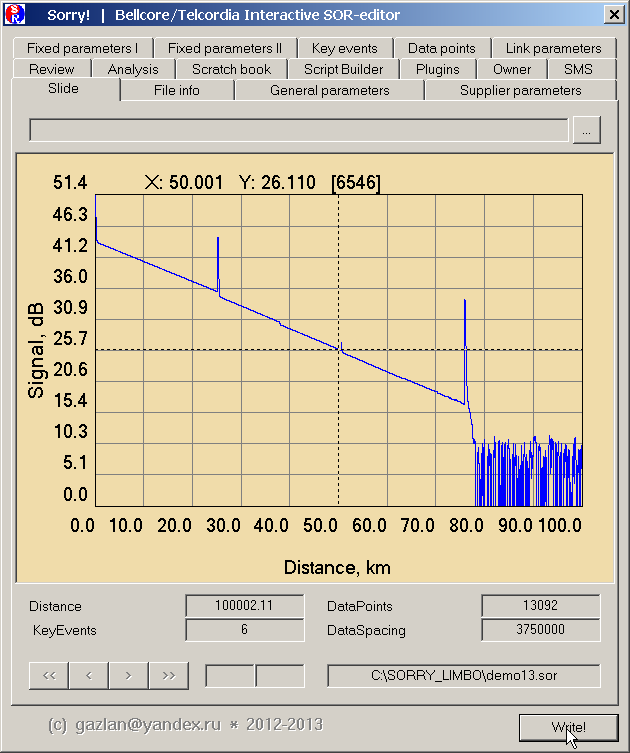 Sorry! | Bellcore/Telcordia Interactive SOR-editor
Fixed parameters I Fixed parameters II Key events Data points Link parameters
Review Analysis Scratch book Script Builder Plugins Owner SMS
Slide File info General parameters Supplier parameters
...
X: 50.001 Y: 26.110 [6546]
51.4
46.3
41.2
36.0
30.9
25.7
20.6
15.4
10.3
5.1
0.0
Signal, dB
0.0 10.0 20.0 30.0 40.0 50.0 60.0 70.0 80.0 90.0 100.0
Distance, km
Distance 100002.11 DataPoints 13092
KeyEvents 6 DataSpacing 3750000
<< < > >> C:\SORRY_LIMBO\demo13.sor
(c) gazlan@yandex.ru * 2012-2013 Write!